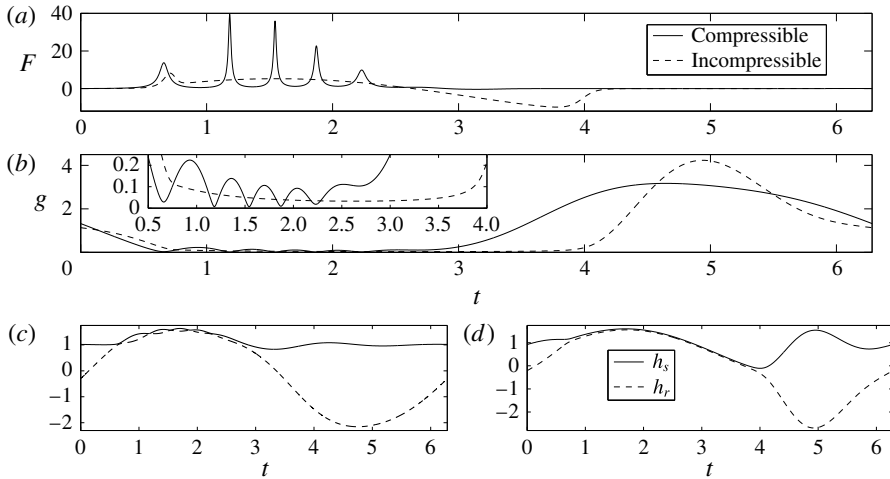 (a)
40
20
0
F
Compressible
Incompressible
0 1 2 3 4 5 6
(b)
4
2
0
g
0.2
0.1
0
0.5 1.0 1.5 2.0 2.5 3.0 3.5 4.0
1 2 3 4 5 6
t
(c)
1
0
−1
−2
0 1 2 3 4 5 6
t
(d)
1
0
−1
−2
h_s
h_r
0 1 2 3 4 5 6
t